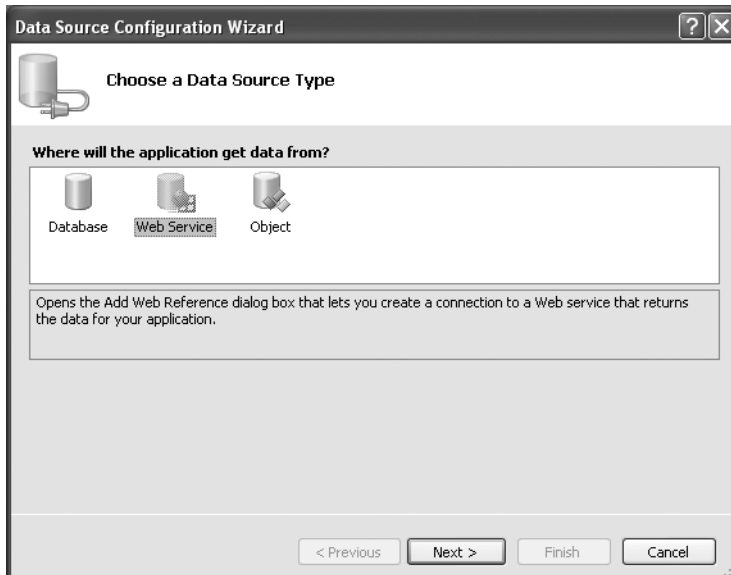 Data Source Configuration Wizard
Choose a Data Source Type
Where will the application get data from?
Database Web Service Object
Opens the Add Web Reference dialog box that lets you create a connection to a Web service that returns
the data for your application.
< Previous Next > Finish Cancel